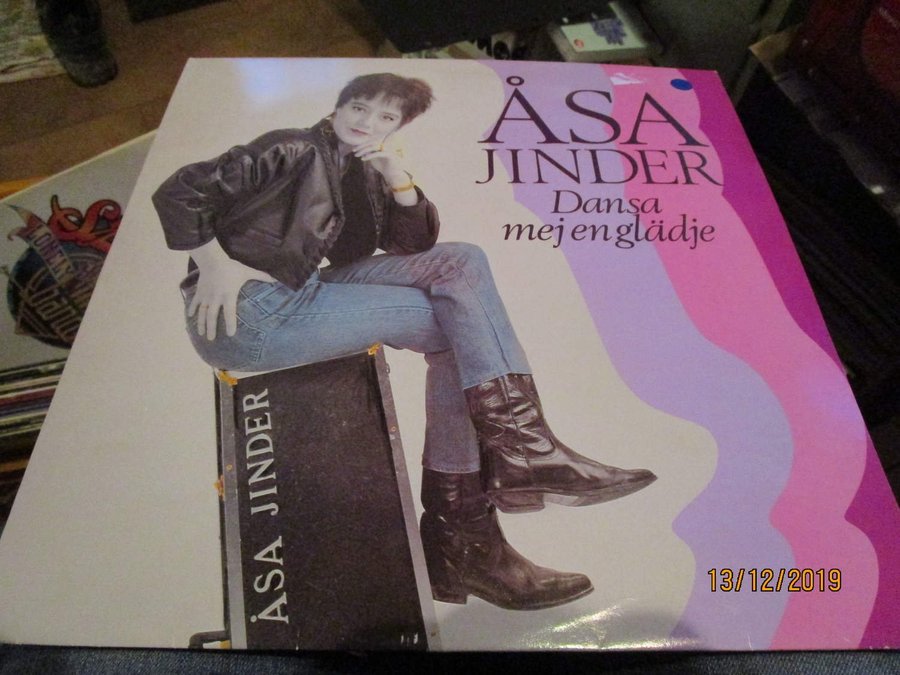 ÅSA
JINDER
Dansa
mej en glädje
ÅSA JINDER
13/12/2019